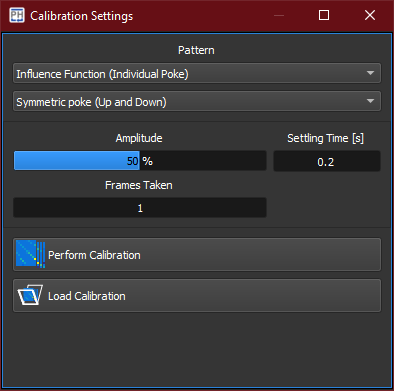 PH Calibration Settings
Pattern
Influence Function (Individual Poke)
Symmetric poke (Up and Down)
Amplitude Settling Time [s]
50 % 0.2
Frames Taken
1
Perform Calibration
Load Calibration